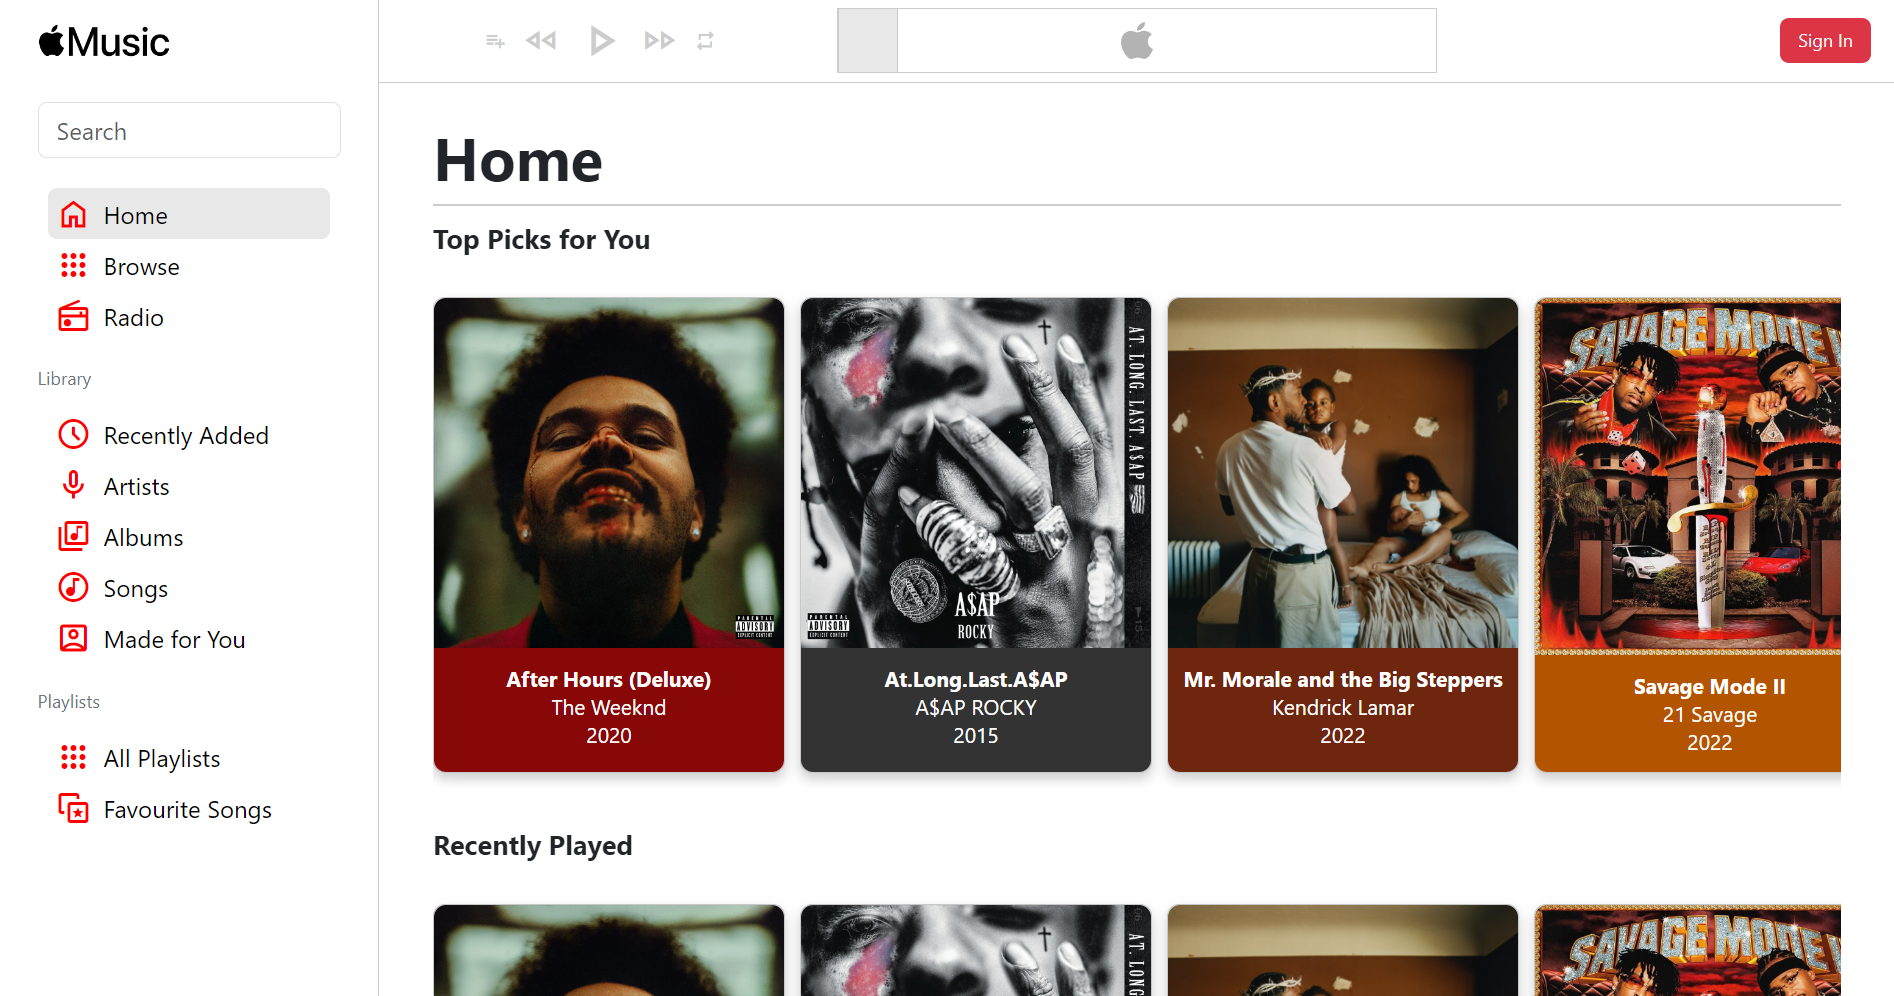 Music
Sign In
Search
Home
Browse
Radio
Library
Recently Added
Artists
Albums
Songs
Made for You
Playlists
All Playlists
Favourite Songs
Home
Top Picks for You
PARENTAL
ADVISORY
EXPLICIT CONTENT
AT. LONG. LAST. A$AP
PARENTAL
ADVISORY
EXPLICIT CONTENT
A$AP
ROCKY
SAVAGE MODE
After Hours (Deluxe)
The Weeknd
2020
At.Long.Last.A$AP
A$AP ROCKY
2015
Mr. Morale and the Big Steppers
Kendrick Lamar
2022
Savage Mode II
21 Savage
2022
Recently Played
AT. LONG
SAVAGE MODE